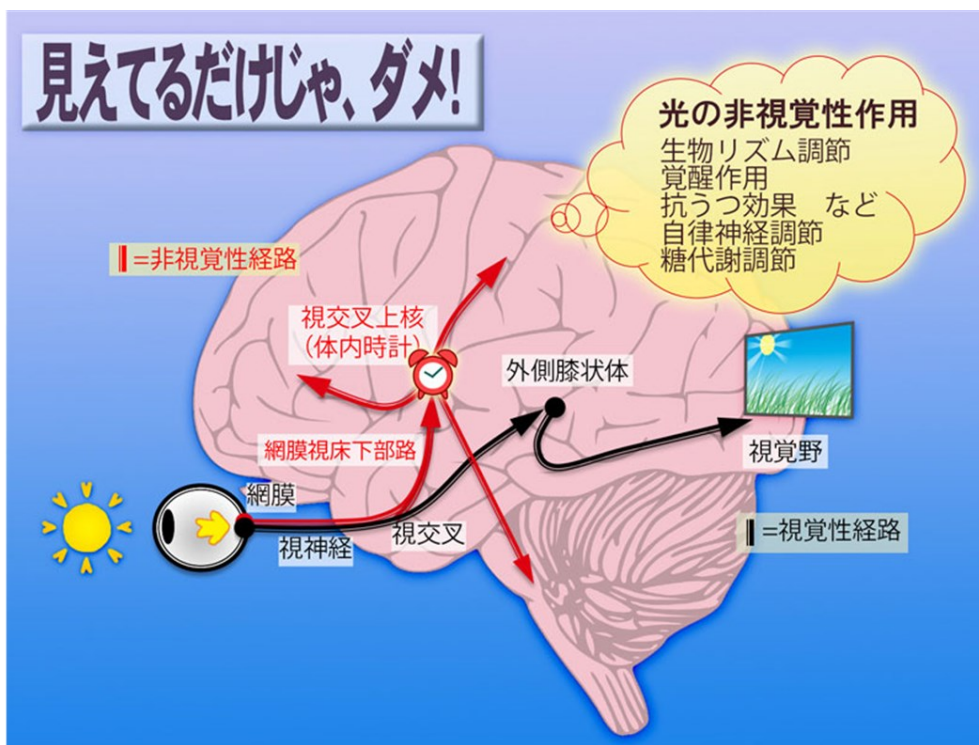 見えてるだけじゃ、ダメ!
光の非視覚性作用
生物リズム調節
覚醒作用
抗うつ効果　など
自律神経調節
糖代謝調節
=非視覚性経路
視交叉上核
(体内時計)
外側膝状体
網膜視床下部路
視覚野
網膜
視神経
視交叉
=視覚性経路